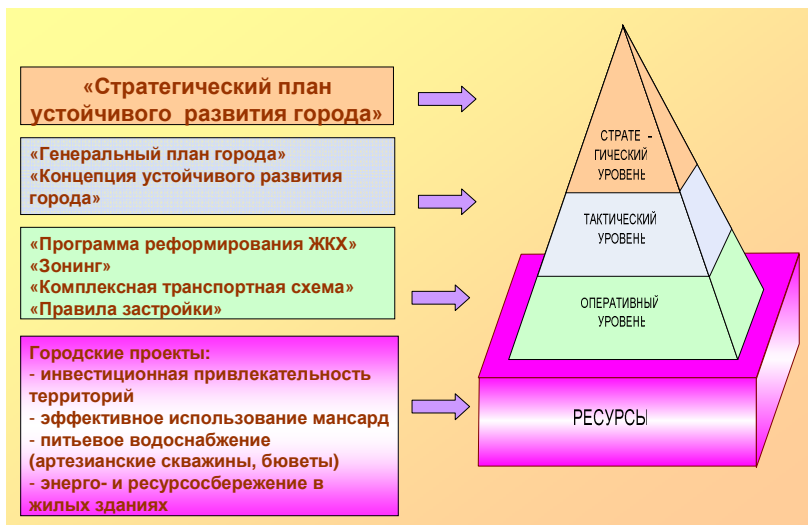 «Стратегический план
устойчивого развития города»
«Генеральный план города»
«Концепция устойчивого развития
города»
«Программа реформирования ЖКХ»
«Зонинг»
«Комплексная транспортная схема»
«Правила застройки»
Городские проекты:
- инвестиционная привлекательность
территорий
- эффективное использование мансард
- питьевое водоснабжение
(артезианские скважины, бюветы)
- энерго- и ресурсосбережение в
жилых зданиях
СТРАТЕ -
ГИЧЕСКИЙ
УРОВЕНЬ
ТАКТИЧЕСКИЙ
УРОВЕНЬ
ОПЕРАТИВНЫЙ
УРОВЕНЬ
РЕСУРСЫ